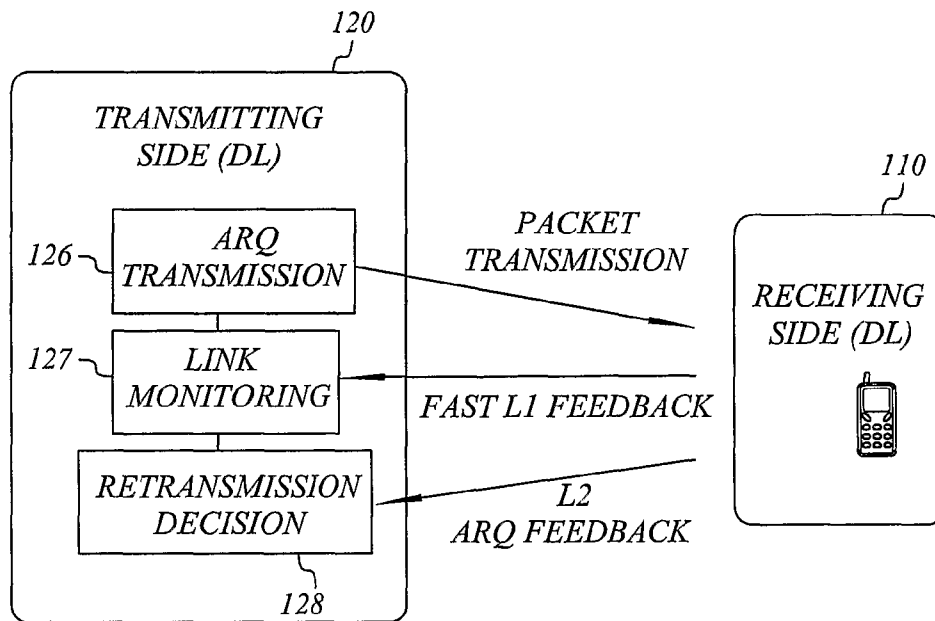 120
TRANSMITTING
SIDE (DL)
110
ARQ
TRANSMISSION
126
PACKET
TRANSMISSION
RECEIVING
SIDE (DL)
LINK
MONITORING
127
FAST L1 FEEDBACK
RETRANSMISSION
DECISION
L2
ARQ FEEDBACK
128